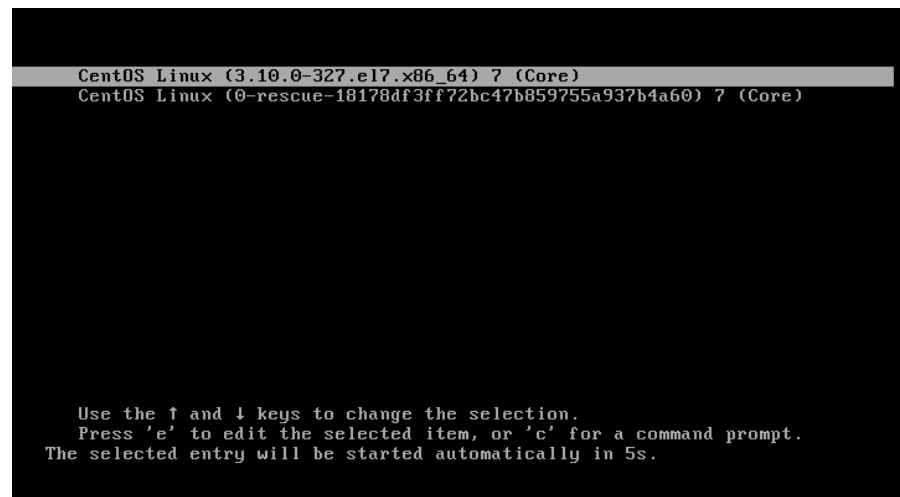 CentOS Linux (3.10.0-327.el7.x86_64) 7 (Core)
CentOS Linux (0-rescue-18178df3ff72bc47b859755a937b4a60) 7 (Core)
Use the ↑ and ↓ keys to change the selection.
Press 'e' to edit the selected item, or 'c' for a command prompt.
The selected entry will be started automatically in 5s.